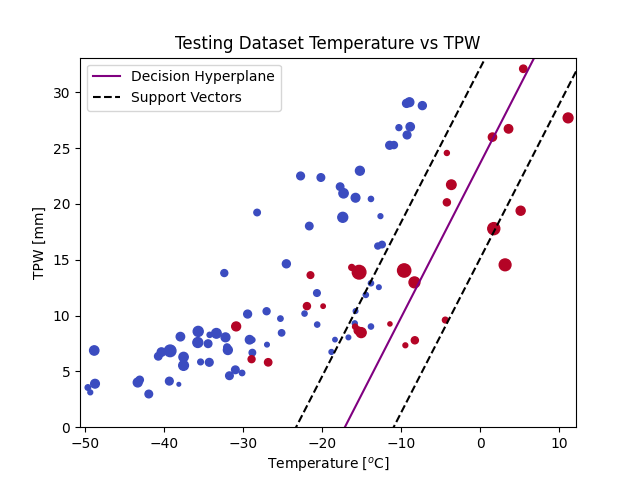 Testing Dataset Temperature vs TPW
Decision Hyperplane
Support Vectors
TPW [mm]
30
25
20
15
10
5
0
−50
−40
−30
−20
−10
0
10
Temperature [°C]